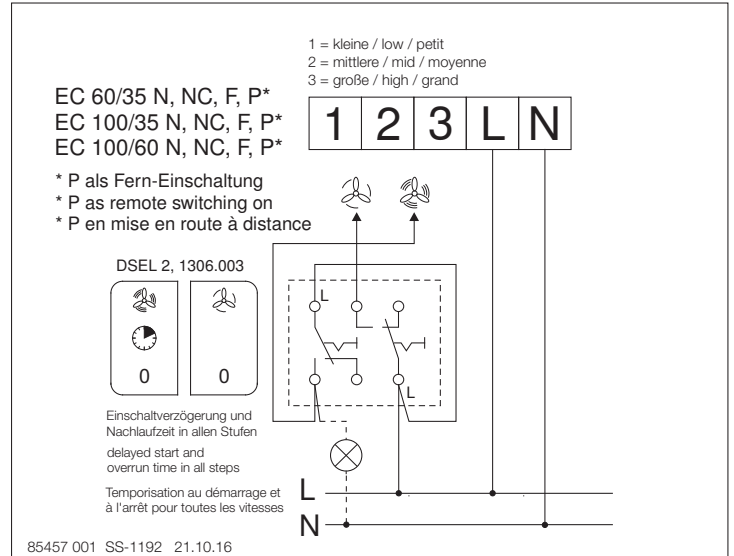 1 = kleine / low / petit
2 = mittlere / mid / moyenne
3 = große / high / grand
EC 60/35 N, NC, F, P*
EC 100/35 N, NC, F, P*
EC 100/60 N, NC, F, P*
1 2 3 L N
* P als Fern-Einschaltung
* P as remote switching on
* P en mise en route à distance
DSEL 2, 1306.003
L
0 0
L
Einschaltverzögerung und
Nachlaufzeit in allen Stufen
delayed start and
overrun time in all steps
Temporisation au démarrage et
à l'arrêt pour toutes les vitesses
L
N
85457 001 SS-1192 21.10.16